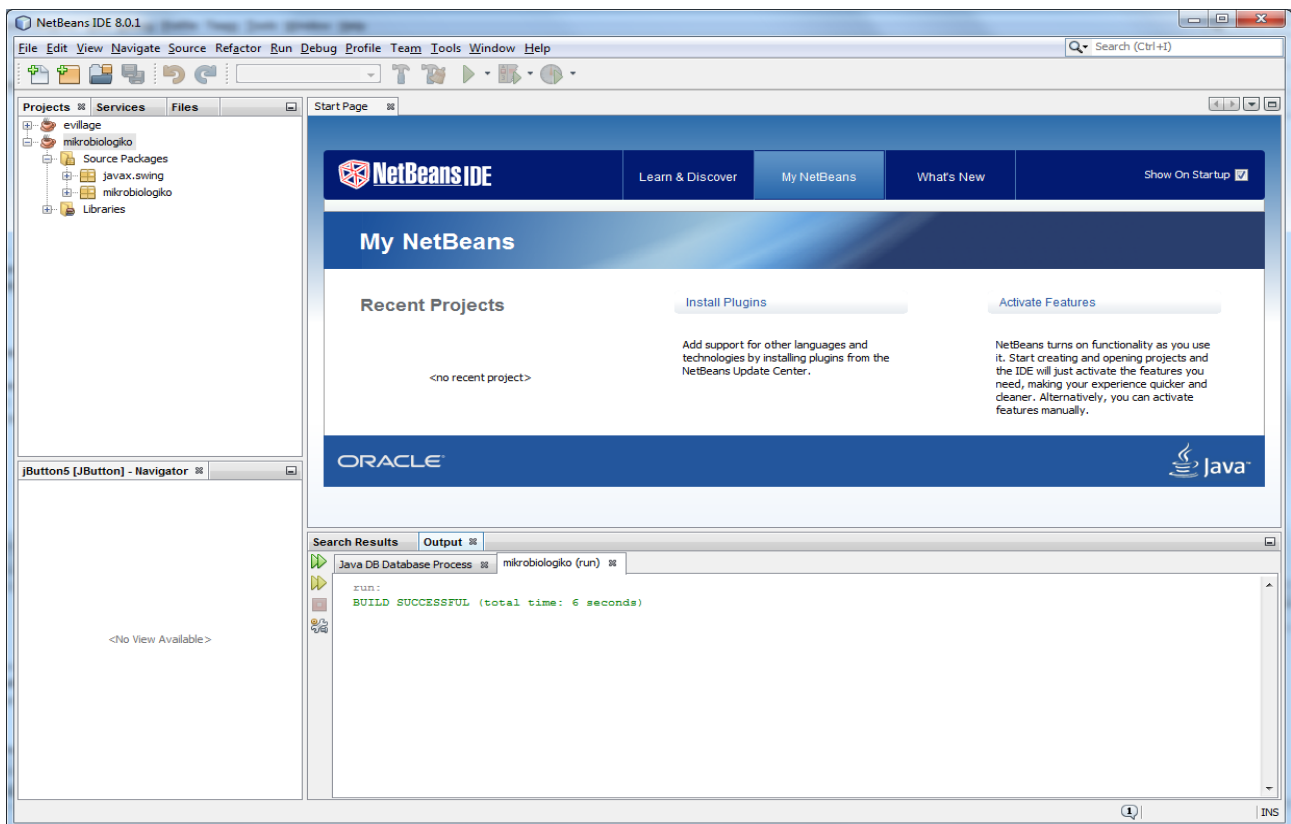 NetBeans IDE 8.0.1
File Edit View Navigate Source Refactor Run Debug Profile Team Tools Window Help
Search (Ctrl+I)
Projects Services Files
Start Page
evillage
mikrobiologiko
Source Packages
javax.swing
mikrobiologiko
Libraries
NetBeans IDE
Learn & Discover
My NetBeans
What's New
Show On Startup
My NetBeans
Recent Projects
<no recent project>
Install Plugins
Add support for other languages and
technologies by installing plugins from the
NetBeans Update Center.
Activate Features
NetBeans turns on functionality as you use
it. Start creating and opening projects and
the IDE will just activate the features you
need, making your experience quicker and
cleaner. Alternatively, you can activate
features manually.
ORACLE
Java
jButton5 [JButton] - Navigator
<No View Available>
Search Results Output
Java DB Database Process mikrobiologiko (run)
run:
BUILD SUCCESSFUL (total time: 6 seconds)
1
INS